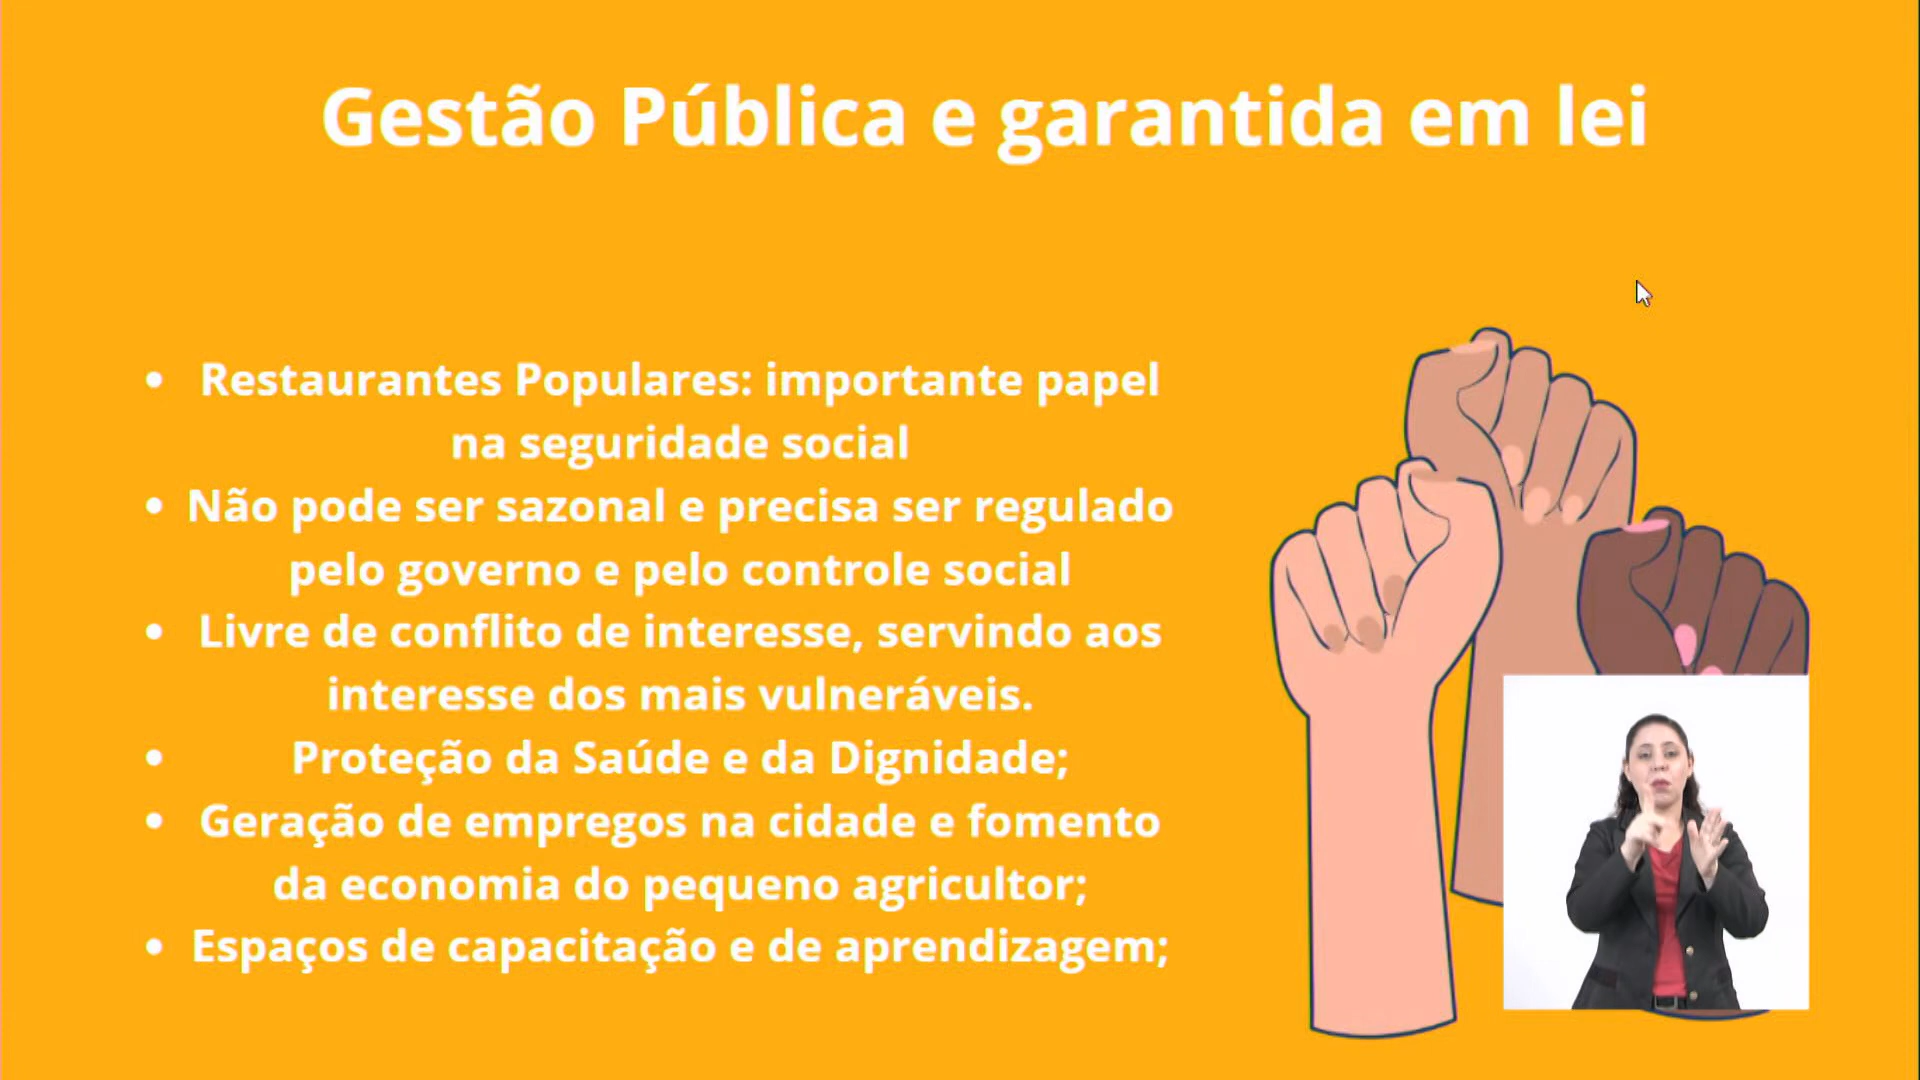 Gestão Pública e garantida em lei
• Restaurantes Populares: importante papel
na seguridade social
• Não pode ser sazonal e precisa ser regulado
pelo governo e pelo controle social
• Livre de conflito de interesse, servindo aos
interesse dos mais vulneráveis.
• Proteção da Saúde e da Dignidade;
• Geração de empregos na cidade e fomento
da economia do pequeno agricultor;
• Espaços de capacitação e de aprendizagem;